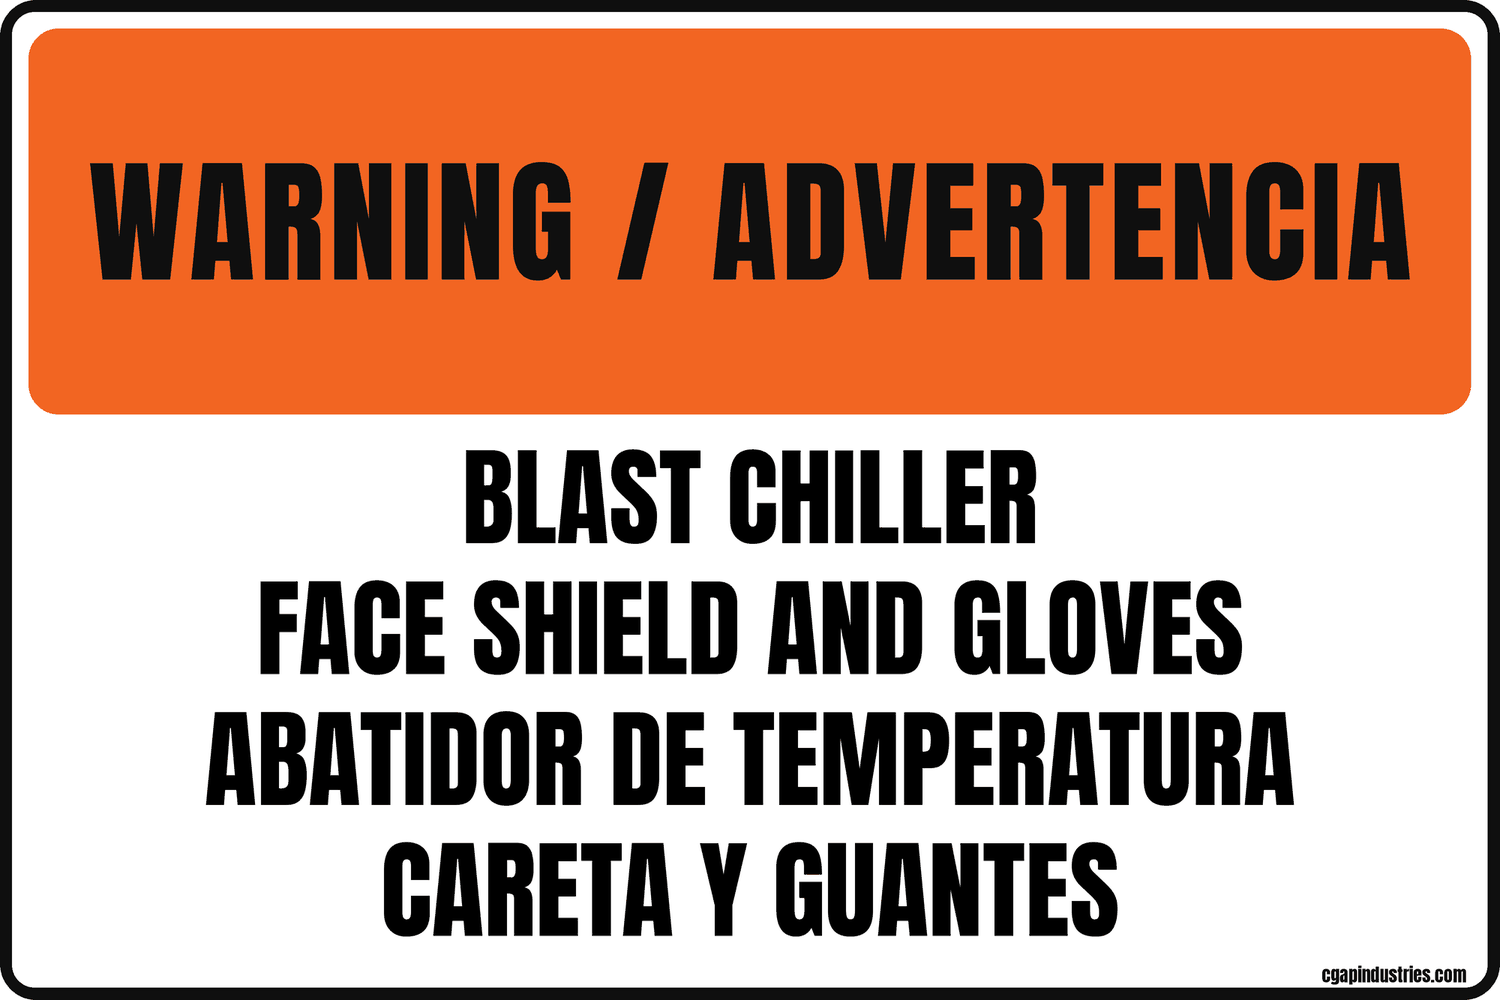 WARNING / ADVERTENCIA
BLAST CHILLER
FACE SHIELD AND GLOVES
ABATIDOR DE TEMPERATURA
CARETA Y GUANTES
cgapindustries.com